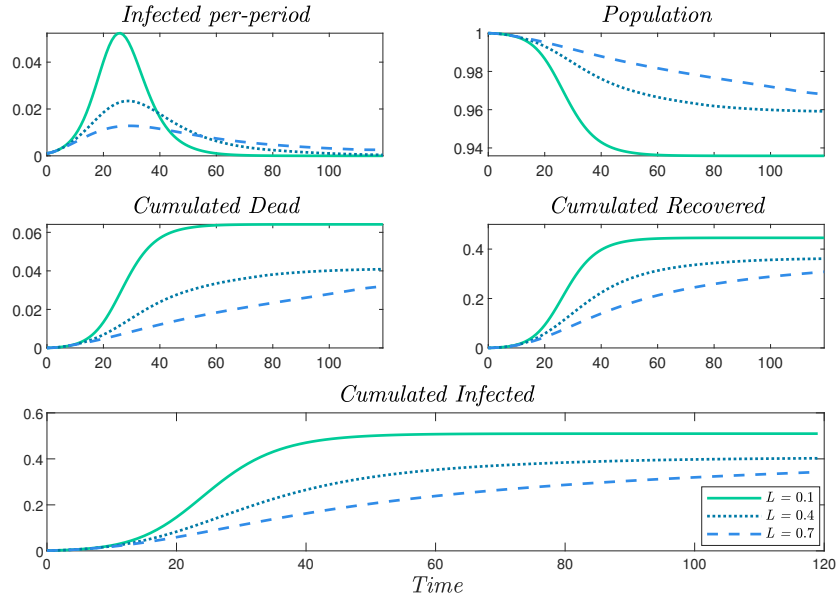 Infected per-period
0.04
0.02
0
0 20 40 60 80 100
Population
1
0.98
0.96
0.94
0 20 40 60 80 100
Cumulated Dead
0.06
0.04
0.02
0
0 20 40 60 80 100
Cumulated Recovered
0.4
0.2
0
0 20 40 60 80 100
Cumulated Infected
0.6
0.4
0.2
0
0 20 40 60 80 100 120
L = 0.1
L = 0.4
L = 0.7
Time